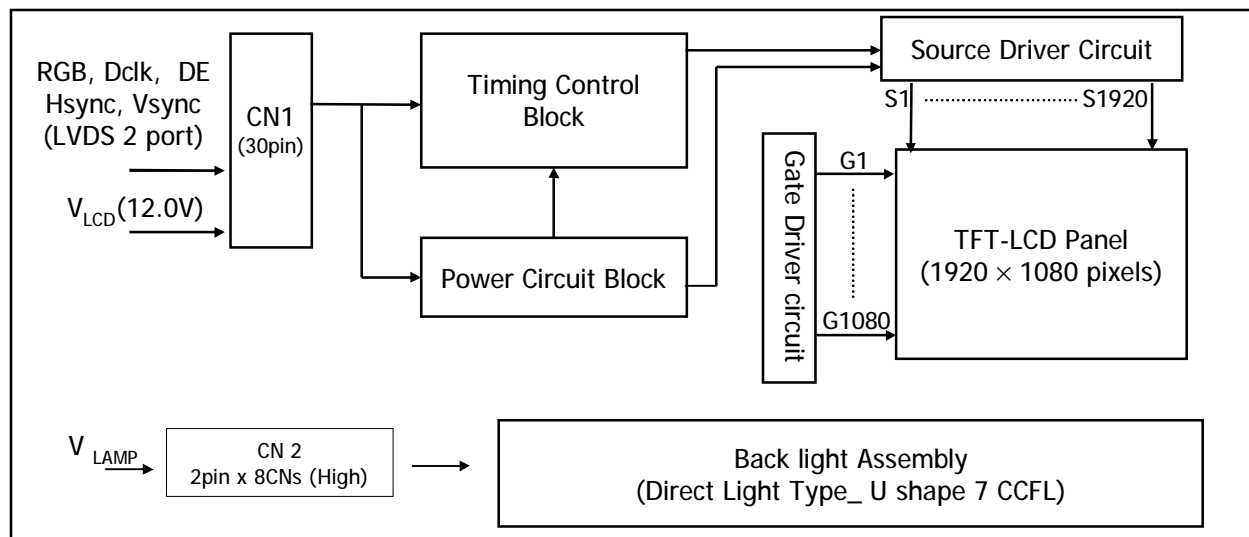 RGB, Dclk, DE
Hsync, Vsync
(LVDS 2 port)
VLCD(12.0V)
CN1
(30pin)
Timing Control
Block
Power Circuit Block
Source Driver Circuit
S1
S1920
Gate Driver circuit
G1
G1080
TFT-LCD Panel
(1920 × 1080 pixels)
V LAMP
CN 2
2pin x 8CNs (High)
Back light Assembly
(Direct Light Type_ U shape 7 CCFL)